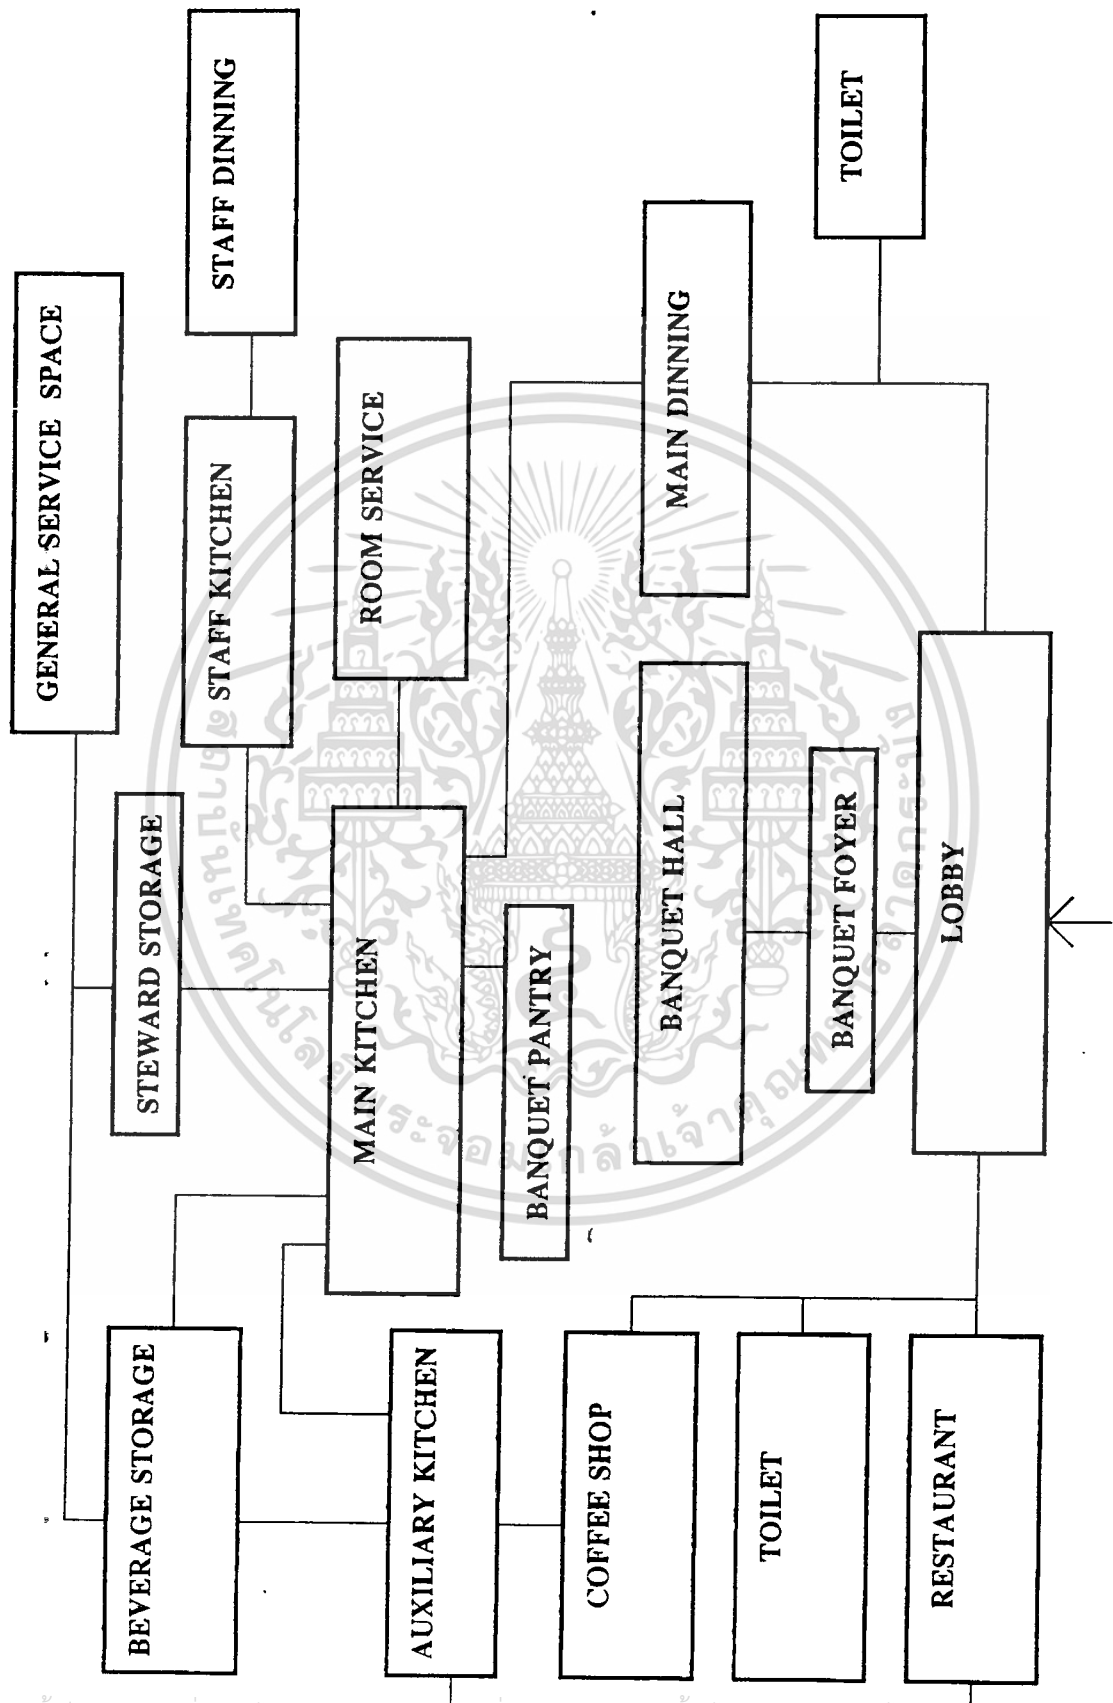 GENERAL SERVICE SPACE
STAFF DINNING
STAFF KITCHEN
STEWARD STORAGE
BEVERAGE STORAGE
ROOM SERVICE
MAIN KITCHEN
AUXILIARY KITCHEN
BANQUET PANTRY
MAIN DINNING
BANQUET HALL
COFFEE SHOP
TOILET
BANQUET FOYER
TOILET
LOBBY
RESTAURANT